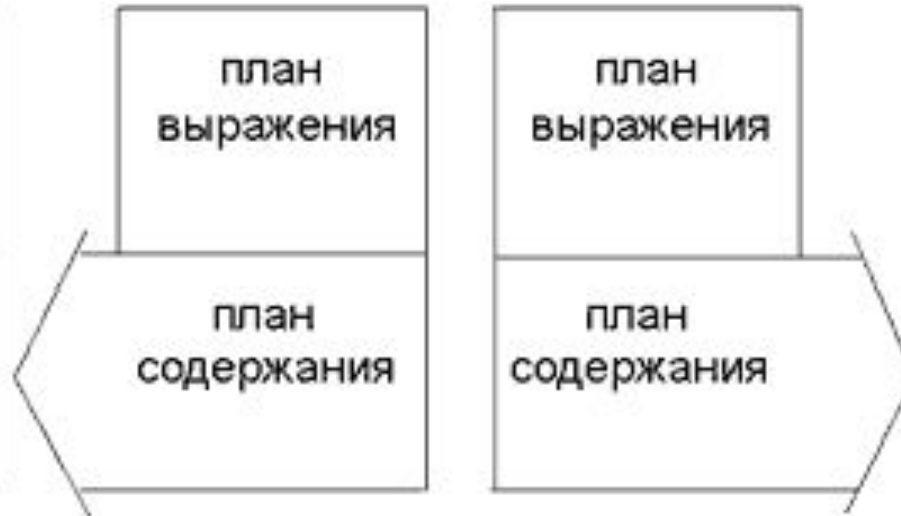 план
выражения
план
содержания
план
выражения
план
содержания